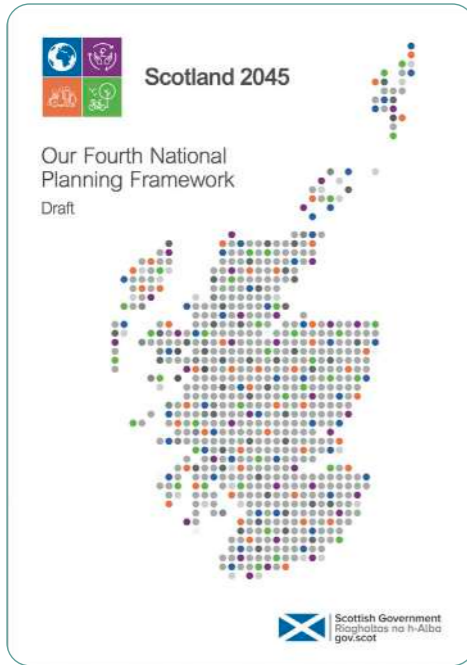 Scotland 2045
Our Fourth National
Planning Framework
Draft
Scottish Government
Riaghaltas na h-Alba
gov.scot